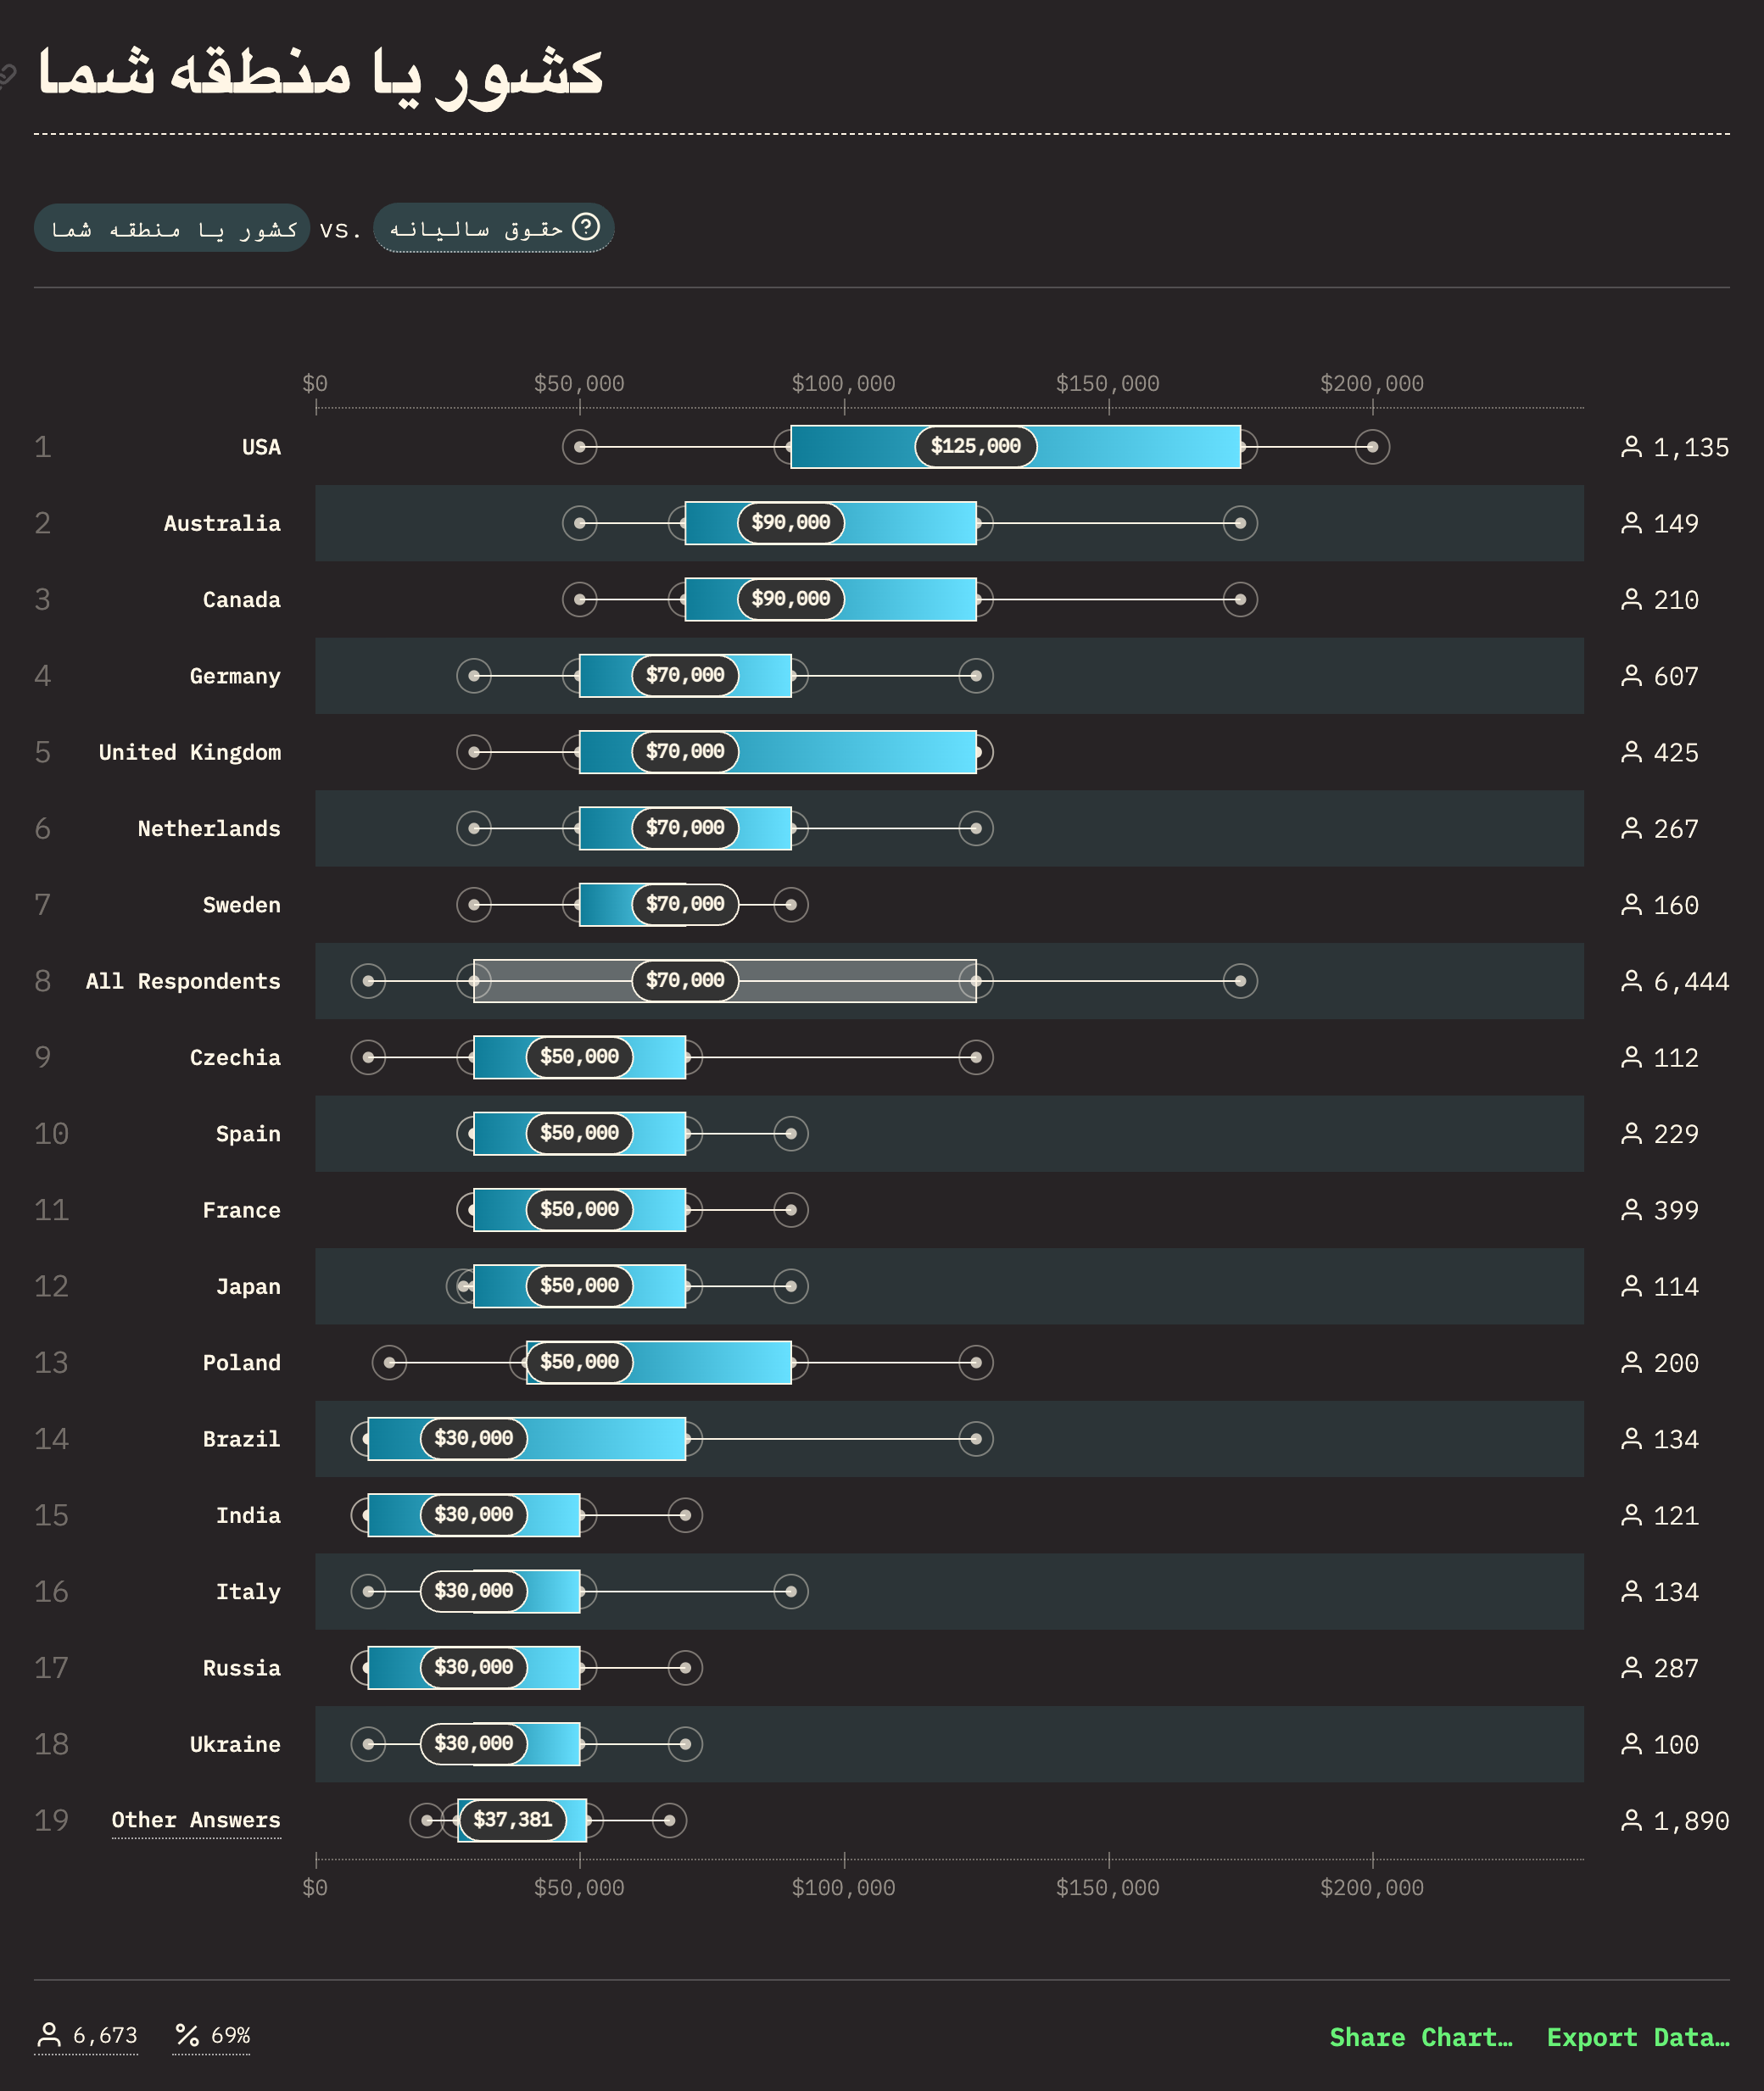 کشور یا منطقه شما
کشور یا منطقه شما vs. حقوق سالیانه
$0 $50,000 $100,000 $150,000 $200,000
1 USA $125,000 1,135
2 Australia $90,000 149
3 Canada $90,000 210
4 Germany $70,000 607
5 United Kingdom $70,000 425
6 Netherlands $70,000 267
7 Sweden $70,000 160
8 All Respondents $70,000 6,444
9 Czechia $50,000 112
10 Spain $50,000 229
11 France $50,000 399
12 Japan $50,000 114
13 Poland $50,000 200
14 Brazil $30,000 134
15 India $30,000 121
16 Italy $30,000 134
17 Russia $30,000 287
18 Ukraine $30,000 100
19 Other Answers $37,381 1,890
$0 $50,000 $100,000 $150,000 $200,000
6,673 69% Share Chart… Export Data…